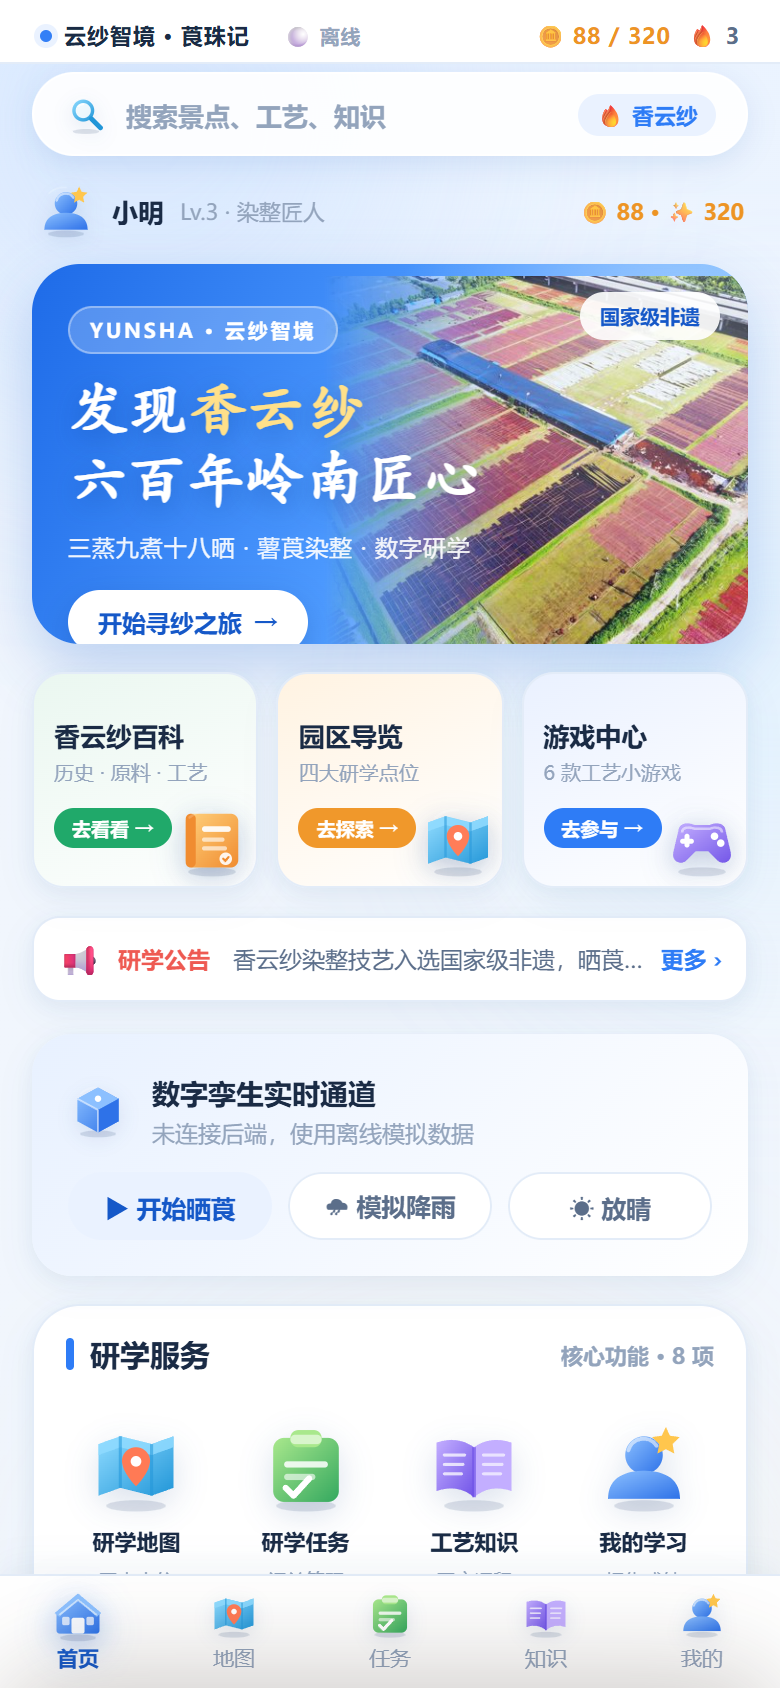 云纱智境 • 莨珠记
离线
88 / 320
3
搜索景点、工艺、知识
香云纱
小明
Lv.3 · 染整匠人
88 •
320
YUNSHA • 云纱智境
国家级非遗
发现香云纱
六百年岭南匠心
三蒸九煮十八晒 · 薯莨染整 · 数字研学
开始寻纱之旅 →
香云纱百科
历史 · 原料 · 工艺
去看看 →
园区导览
四大研学点位
去探索 →
游戏中心
6 款工艺小游戏
去参与 →
研学公告
香云纱染整技艺入选国家级非遗，晒莨...
更多 ›
数字孪生实时通道
未连接后端，使用离线模拟数据
▶ 开始晒莨
模拟降雨
放晴
研学服务
核心功能 • 8 项
研学地图
研学任务
工艺知识
我的学习
首页
地图
任务
知识
我的